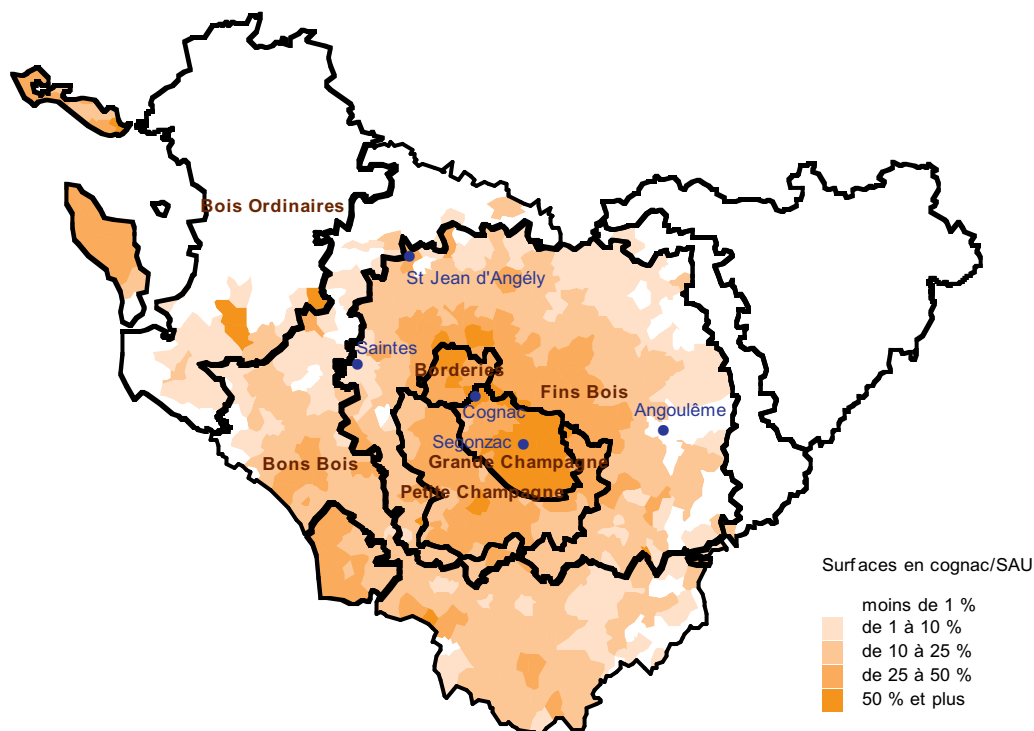 Bois Ordinaires
St Jean d'Angély
Saintes
Borderies
Fins Bois
Cognac
Angoulême
Segonzac
Bons Bois
Grande Champagne
Petite Champagne
Surfaces en cognac/SAU
moins de 1 %
de 1 à 10 %
de 10 à 25 %
de 25 à 50 %
50 % et plus